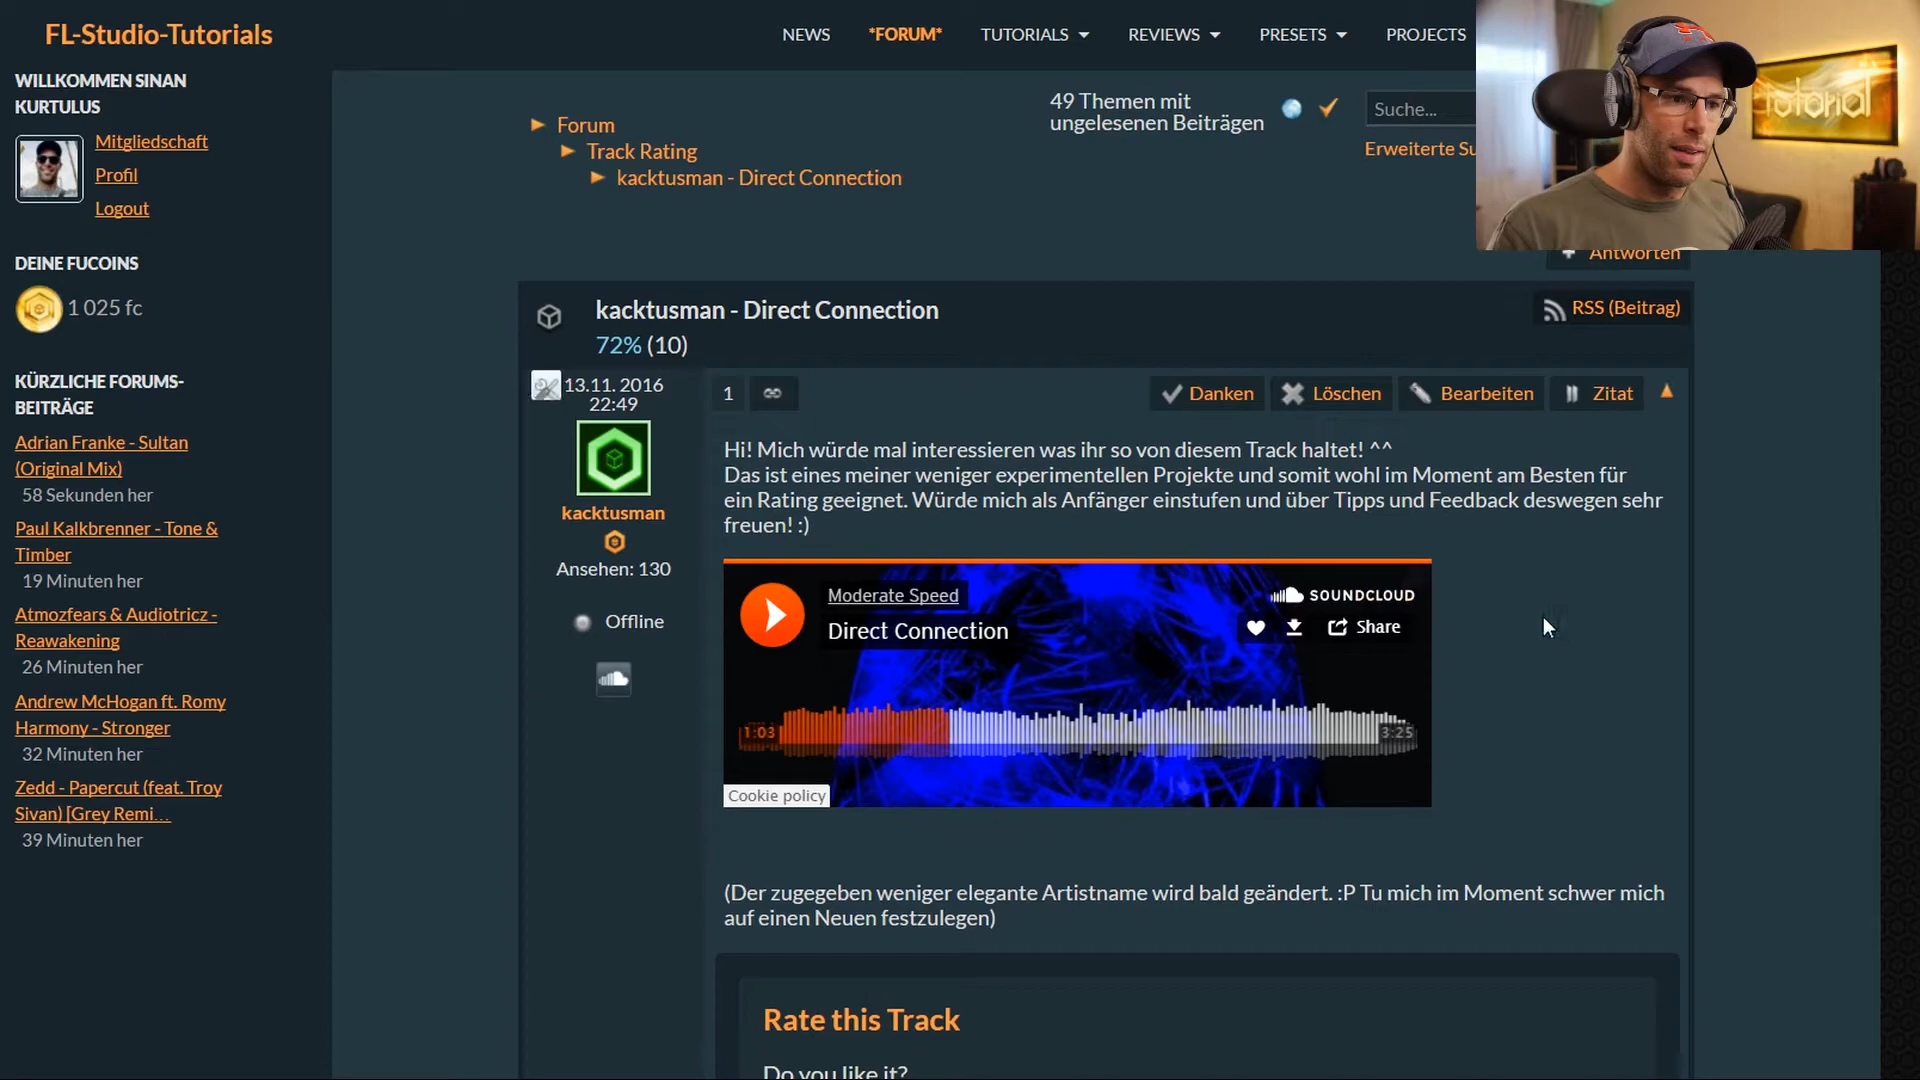 FL-Studio-Tutorials
NEWS
*FORUM*
TUTORIALS
REVIEWS
PRESETS
PROJECTS
WILLKOMMEN SINAN
KURTULUS
Mitgliedschaft
Profil
Logout
DEINE FUCOINS
1 025 fc
KÜRZLICHE FORUMS-
BEITRÄGE
Adrian Franke - Sultan
(Original Mix)
58 Sekunden her
Paul Kalkbrenner - Tone &
Timber
19 Minuten her
Atmozfears & Audiotricz -
Reawakening
26 Minuten her
Andrew McHogan ft. Romy
Harmony - Stronger
32 Minuten her
Zedd - Papercut (feat. Troy
Sivan) [Grey Remi…
39 Minuten her
Forum
Track Rating
kacktusman - Direct Connection
49 Themen mit
ungelesenen Beiträgen
Suche...
Erweiterte Su
tutorial
Antworten
kacktusman - Direct Connection
72% (10)
RSS (Beitrag)
13.11. 2016
22:49
kacktusman
Ansehen: 130
Offline
1
Danken
Löschen
Bearbeiten
Zitat
Hi! Mich würde mal interessieren was ihr so von diesem Track haltet! ^^
Das ist eines meiner weniger experimentellen Projekte und somit wohl im Moment am Besten für
ein Rating geeignet. Würde mich als Anfänger einstufen und über Tipps und Feedback deswegen sehr
freuen! :)
Moderate Speed
Direct Connection
SOUNDCLOUD
Share
1:03
3:25
Cookie policy
(Der zugegeben weniger elegante Artistname wird bald geändert. :P Tu mich im Moment schwer mich
auf einen Neuen festzulegen)
Rate this Track
Do you like it?